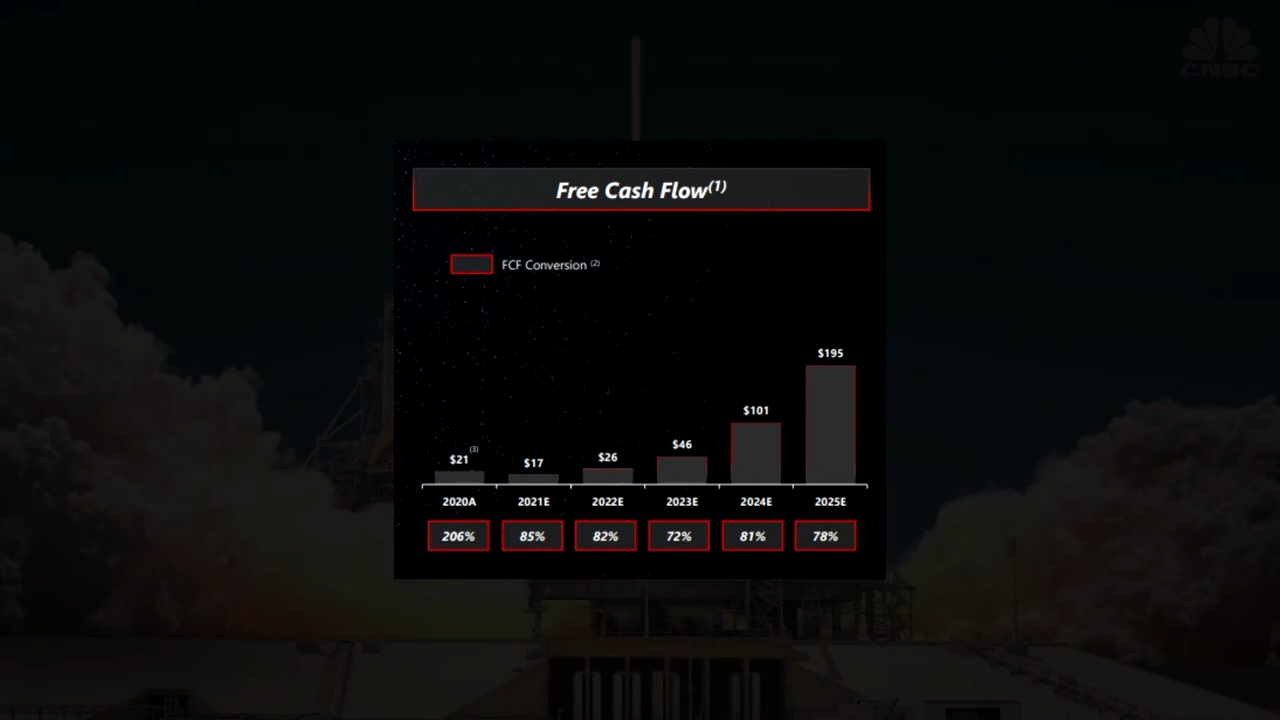 CNBC
Free Cash Flow(1)
FCF Conversion (2)
$21 (3) $17 $26 $46 $101 $195
2020A 2021E 2022E 2023E 2024E 2025E
206% 85% 82% 72% 81% 78%